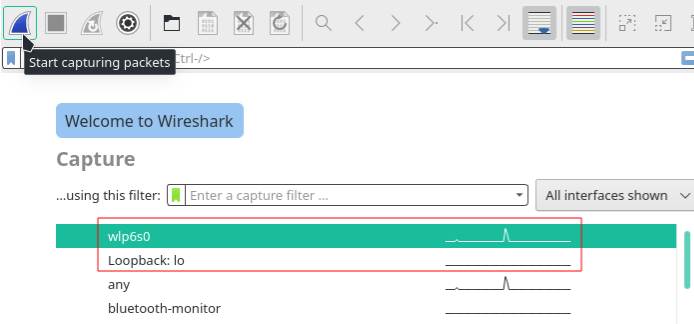 Start capturing packets
Ctrl-/>
Welcome to Wireshark
Capture
...using this filter:
Enter a capture filter ...
All interfaces shown
wlp6s0
Loopback: lo
any
bluetooth-monitor